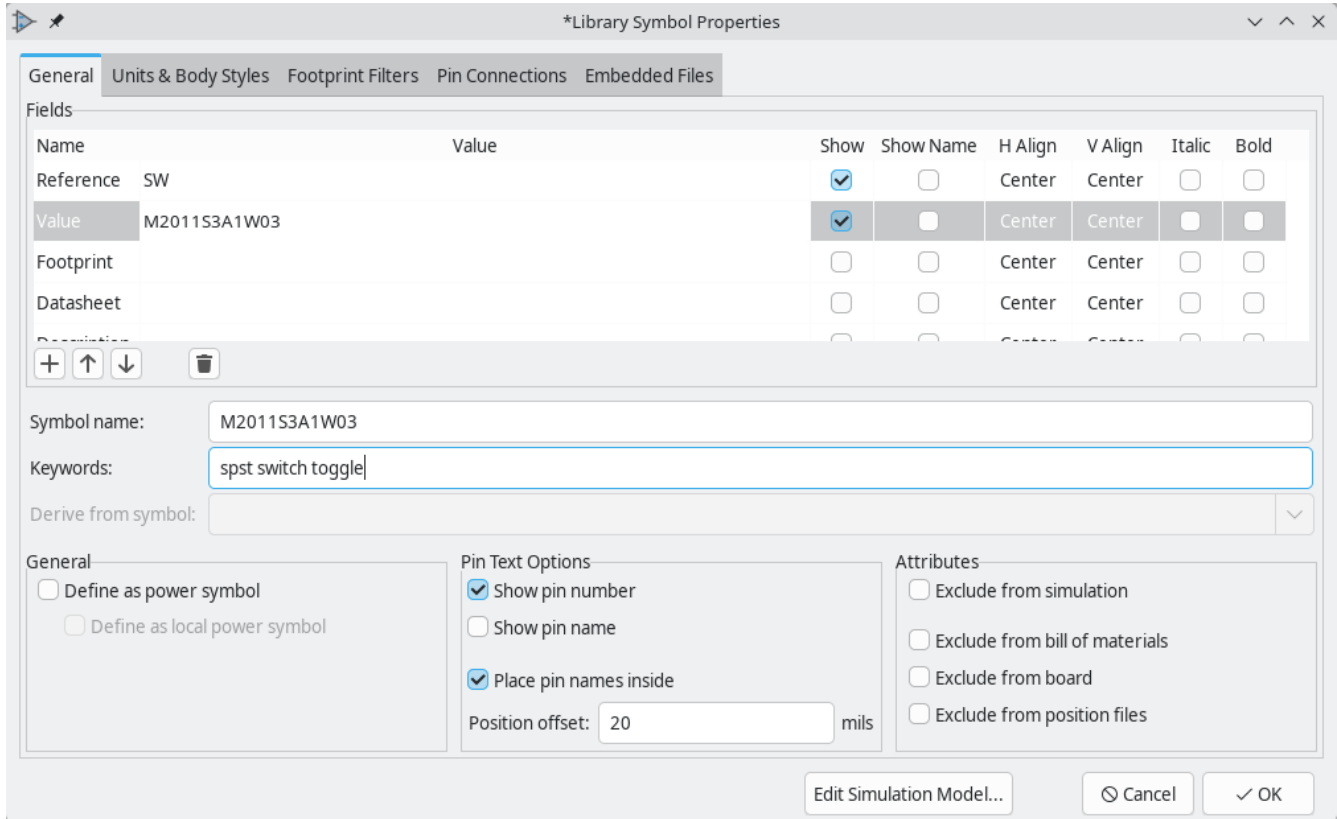 *Library Symbol Properties
General Units & Body Styles Footprint Filters Pin Connections Embedded Files
Fields
Name Value Show Show Name H Align V Align Italic Bold
Reference SW Center Center
Value M2011S3A1W03 Center Center
Footprint Center Center
Datasheet Center Center
Symbol name: M2011S3A1W03
Keywords: spst switch toggle
Derive from symbol:
General Pin Text Options Attributes
Define as power symbol Show pin number Exclude from simulation
Define as local power symbol Show pin name Exclude from bill of materials
Place pin names inside Exclude from board
Position offset: 20 mils Exclude from position files
Edit Simulation Model... Cancel OK